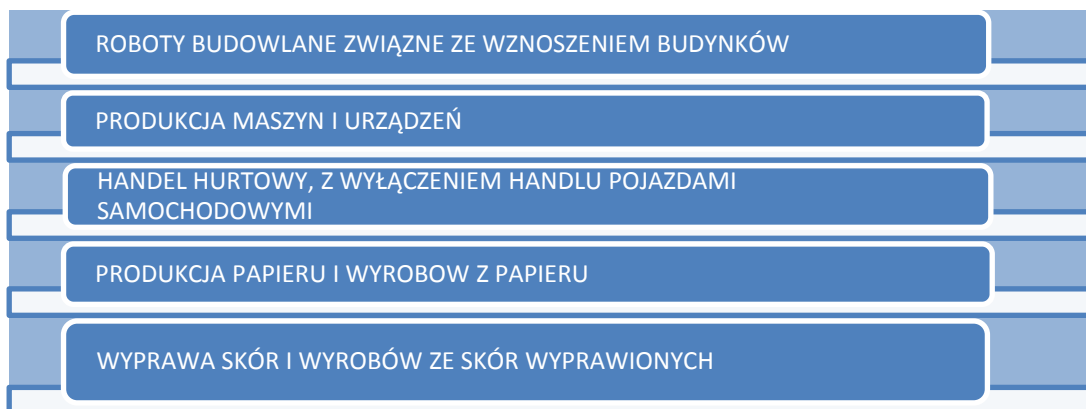 ROBOTY BUDOWLANE ZWIĄZNE ZE WZNOSZENIEM BUDYNKÓW
PRODUKCJA MASZYN I URZĄDZEŃ
HANDEL HURTOWY, Z WYŁĄCZENIEM HANDLU POJAZDAMI
SAMOCHODOWYMI
PRODUKCJA PAPIERU I WYROBOW Z PAPIERU
WYPRAWA SKÓR I WYROBÓW ZE SKÓR WYPRAWIONYCH